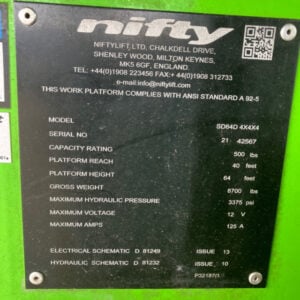 nifty
NIFTYLIFT LTD, CHALKDELL DRIVE,
SHENLEY WOOD, MILTON KEYNES,
MK5 6GF, ENGLAND.
TEL: +44(0)1908 223456 FAX:+ 44(0)1908 312733
e-mail:info@niftylift.com
THIS WORK PLATFORM COMPLIES WITH ANSI STANDARD A 92-5
MODEL SD64D 4X4X4
SERIAL NO 21 42567
CAPACITY RATING 500 lbs
PLATFORM REACH 40 feet
PLATFORM HEIGHT 64 feet
GROSS WEIGHT 8700 lbs
MAXIMUM HYDRAULIC PRESSURE 3375 psi
MAXIMUM VOLTAGE 12 V
MAXIMUM AMPS 125 A
ELECTRICAL SCHEMATIC D 81249 ISSUE 13
HYDRAULIC SCHEMATIC D 81232 ISSUE 10